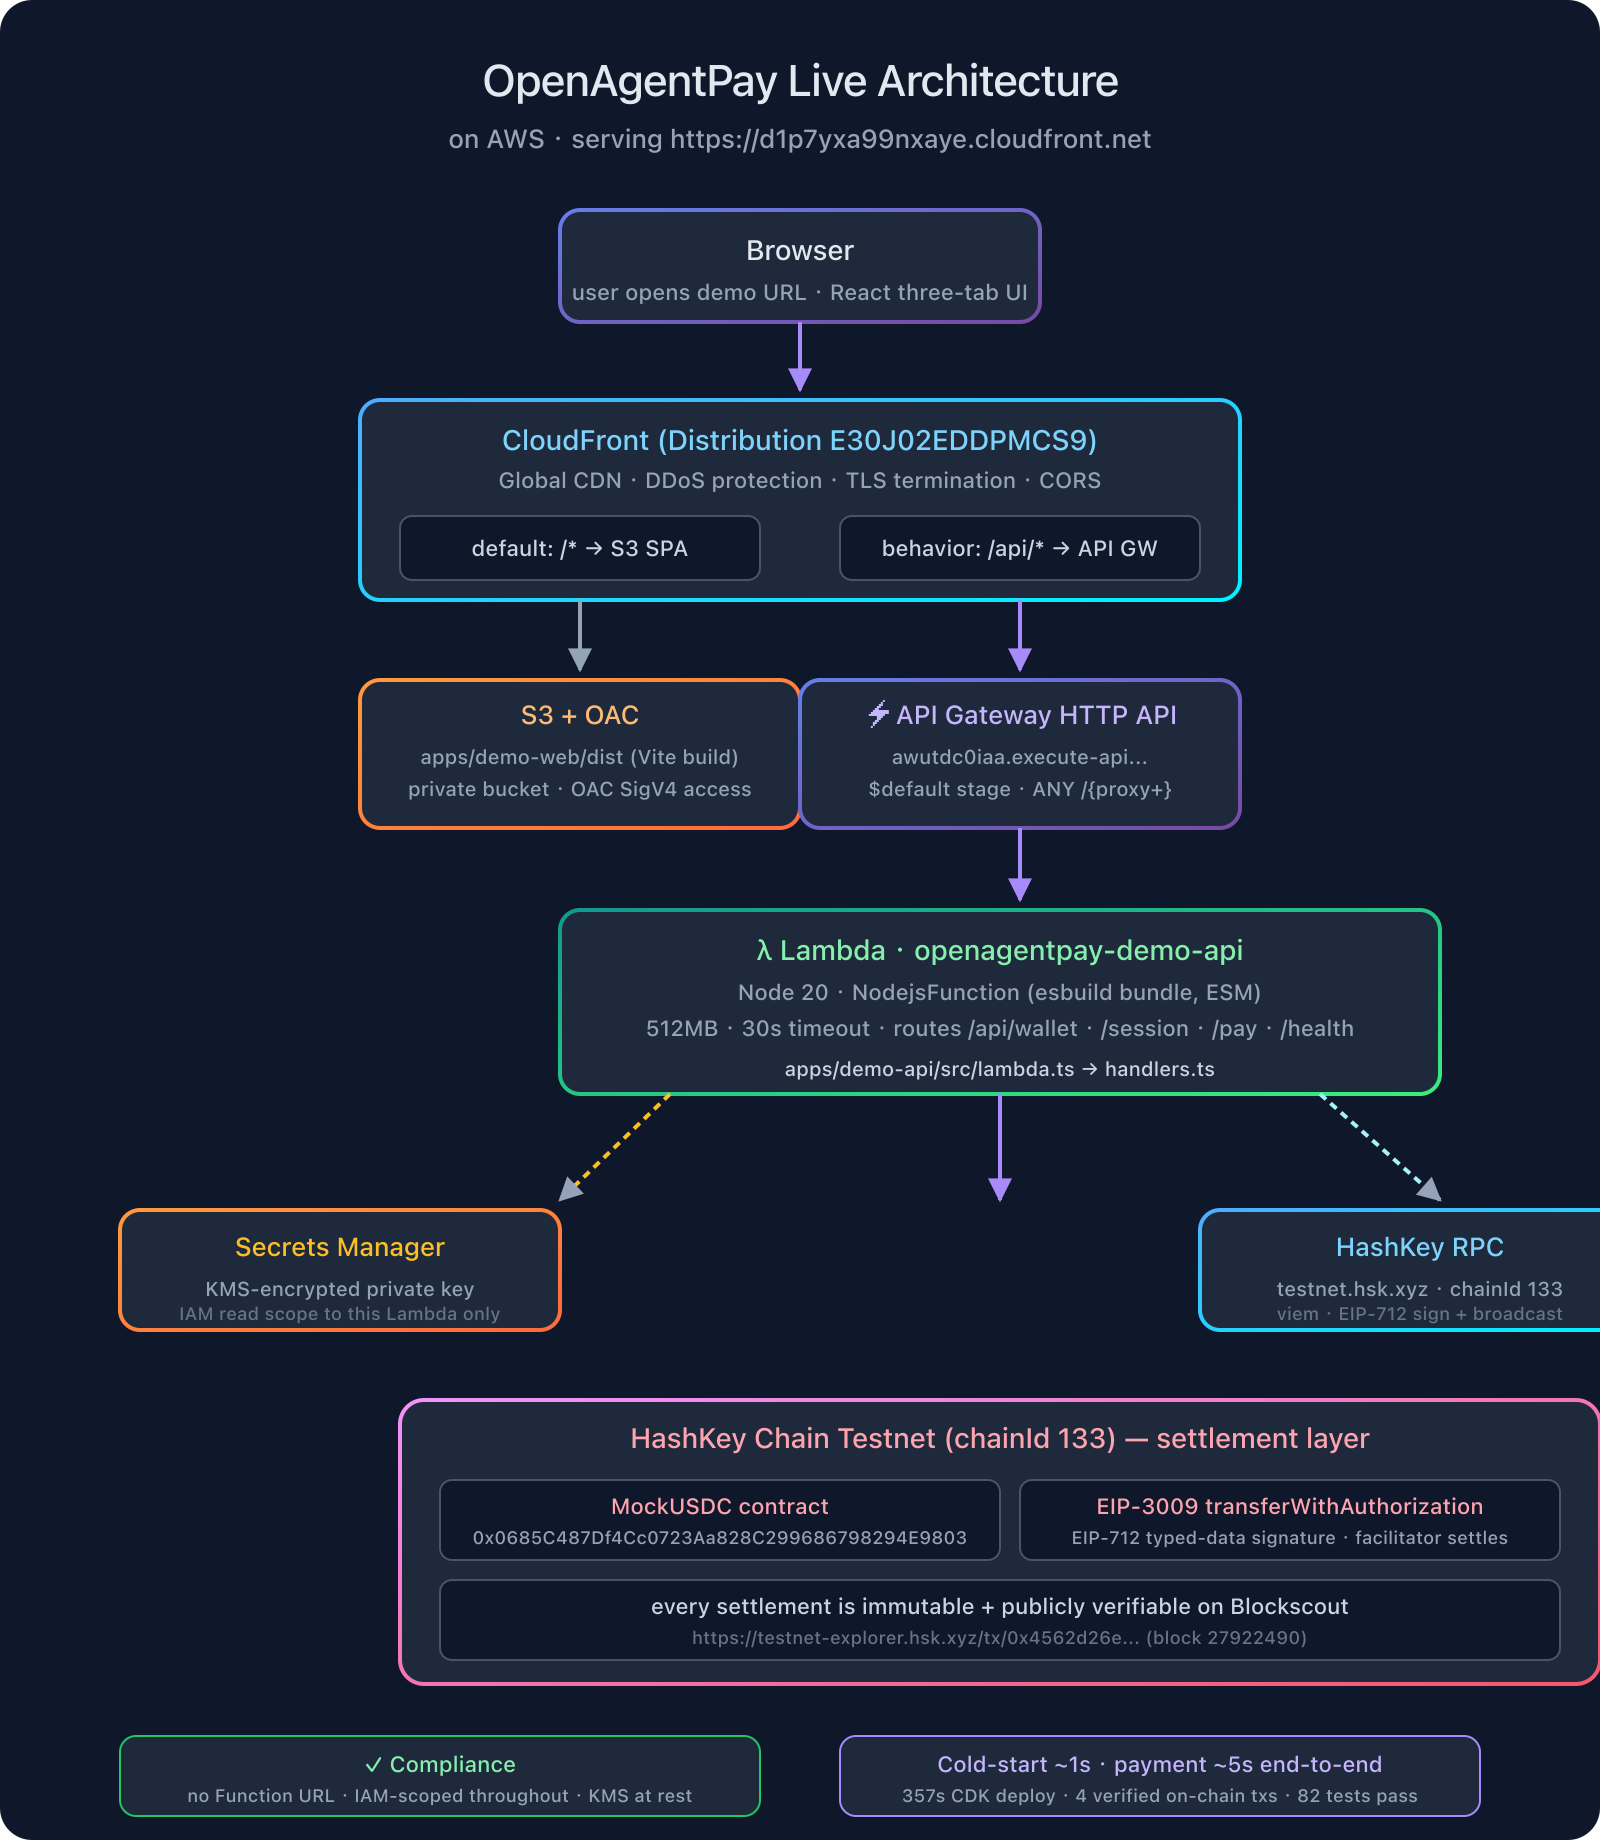 OpenAgentPay Live Architecture
on AWS · serving https://d1p7yxa99nxaye.cloudfront.net
Browser
user opens demo URL · React three-tab UI
CloudFront (Distribution E30J02EDDPMCS9)
Global CDN · DDoS protection · TLS termination · CORS
default: /* → S3 SPA
behavior: /api/* → API GW
S3 + OAC
apps/demo-web/dist (Vite build)
private bucket · OAC SigV4 access
⚡ API Gateway HTTP API
awutdc0iaa.execute-api...
$default stage · ANY /{proxy+}
λ Lambda · openagentpay-demo-api
Node 20 · NodejsFunction (esbuild bundle, ESM)
512MB · 30s timeout · routes /api/wallet · /session · /pay · /health
apps/demo-api/src/lambda.ts → handlers.ts
Secrets Manager
KMS-encrypted private key
IAM read scope to this Lambda only
HashKey RPC
testnet.hsk.xyz · chainId 133
viem · EIP-712 sign + broadcast
HashKey Chain Testnet (chainId 133) — settlement layer
MockUSDC contract
0x0685C487Df4Cc0723Aa828C299686798294E9803
EIP-3009 transferWithAuthorization
EIP-712 typed-data signature · facilitator settles
every settlement is immutable + publicly verifiable on Blockscout
https://testnet-explorer.hsk.xyz/tx/0x4562d26e... (block 27922490)
✓ Compliance
no Function URL · IAM-scoped throughout · KMS at rest
Cold-start ~1s · payment ~5s end-to-end
357s CDK deploy · 4 verified on-chain txs · 82 tests pass